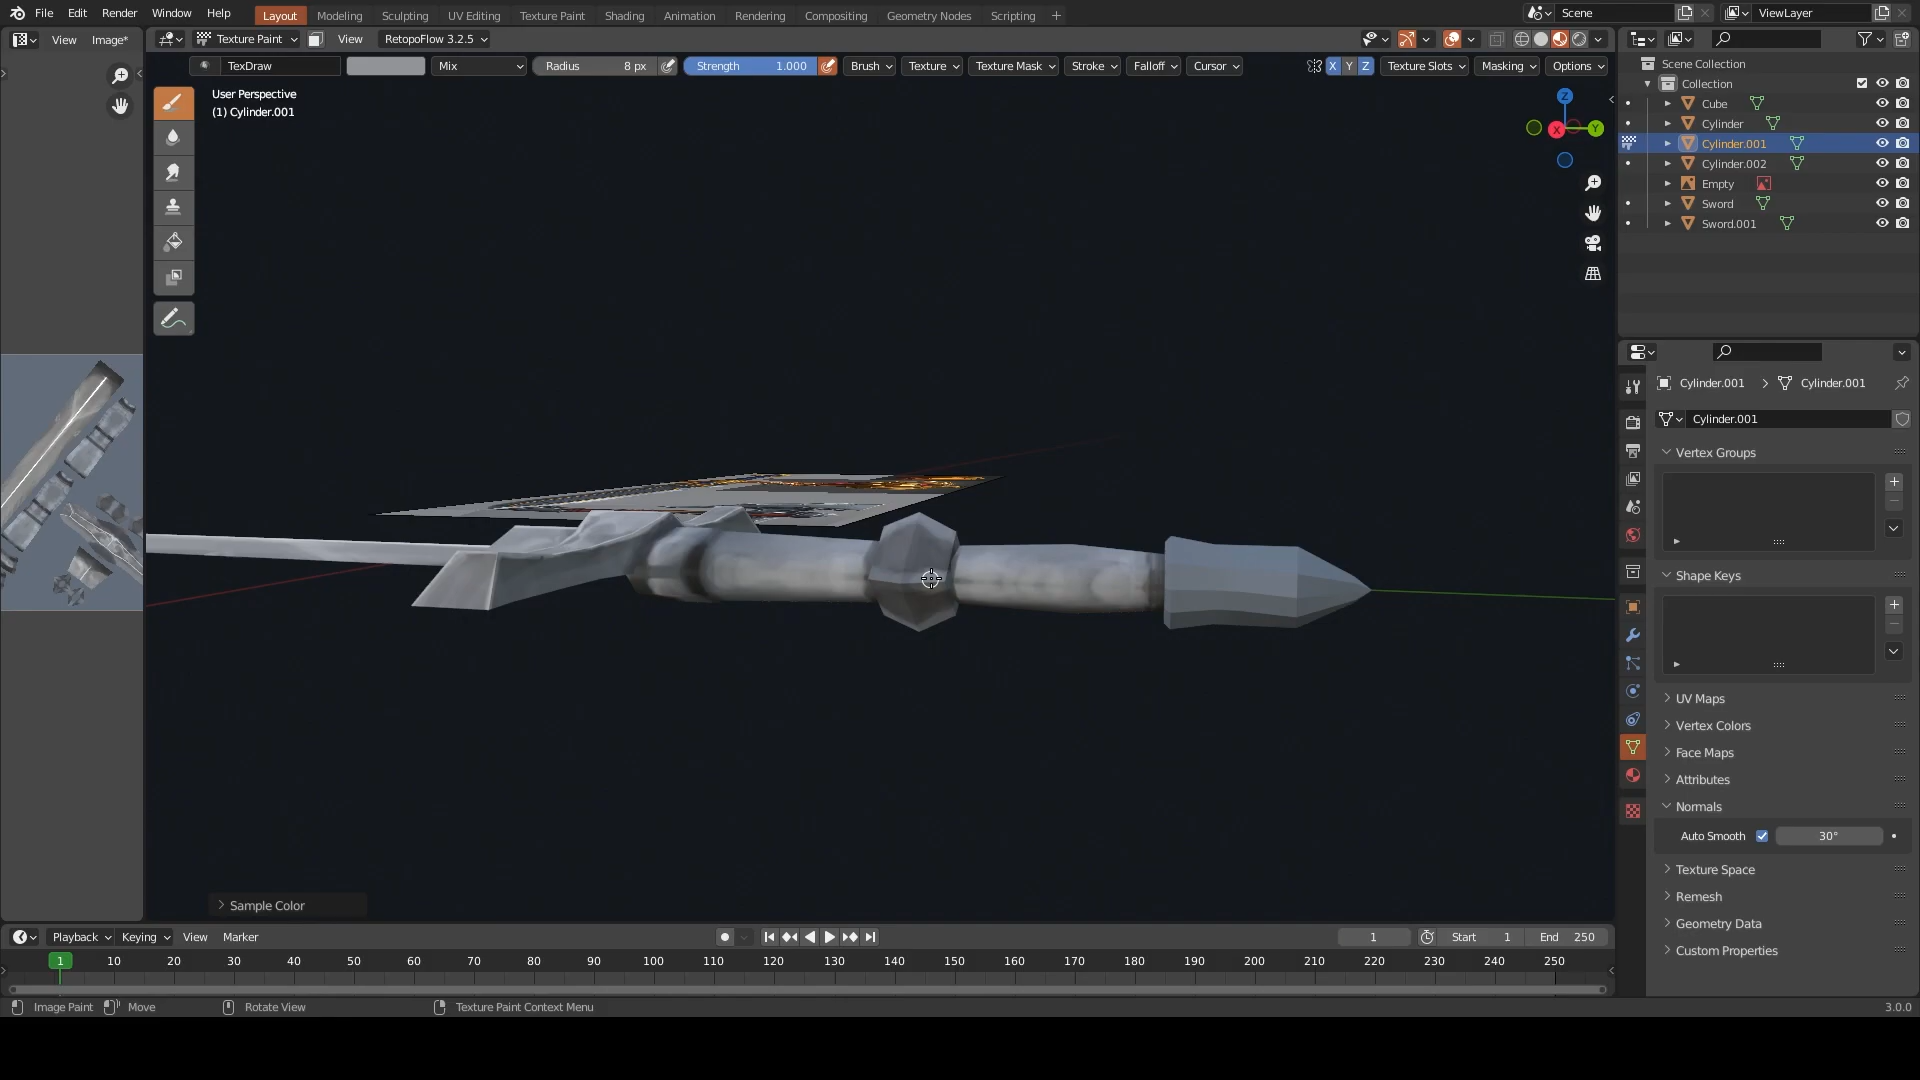 File Edit Render Window Help Layout Modeling Sculpting UV Editing Texture Paint Shading Animation Rendering Compositing Geometry Nodes Scripting + Scene ViewLayer
View Image* Texture Paint View RetopoFlow 3.2.5
TexDraw Mix Radius 8 px Strength 1.000 Brush Texture Texture Mask Stroke Falloff Cursor X Y Z Texture Slots Masking Options
User Perspective
(1) Cylinder.001
Z
X Y
Scene Collection
Collection
Cube
Cylinder
Cylinder.001
Cylinder.002
Empty
Sword
Sword.001
Cylinder.001 Cylinder.001
Cylinder.001
Vertex Groups
Shape Keys
UV Maps
Vertex Colors
Face Maps
Attributes
Normals
Auto Smooth 30°
Texture Space
Remesh
Geometry Data
Custom Properties
Sample Color
Playback Keying View Marker 1 Start 1 End 250
1 10 20 30 40 50 60 70 80 90 100 110 120 130 140 150 160 170 180 190 200 210 220 230 240 250
Image Paint Move Rotate View Texture Paint Context Menu 3.0.0